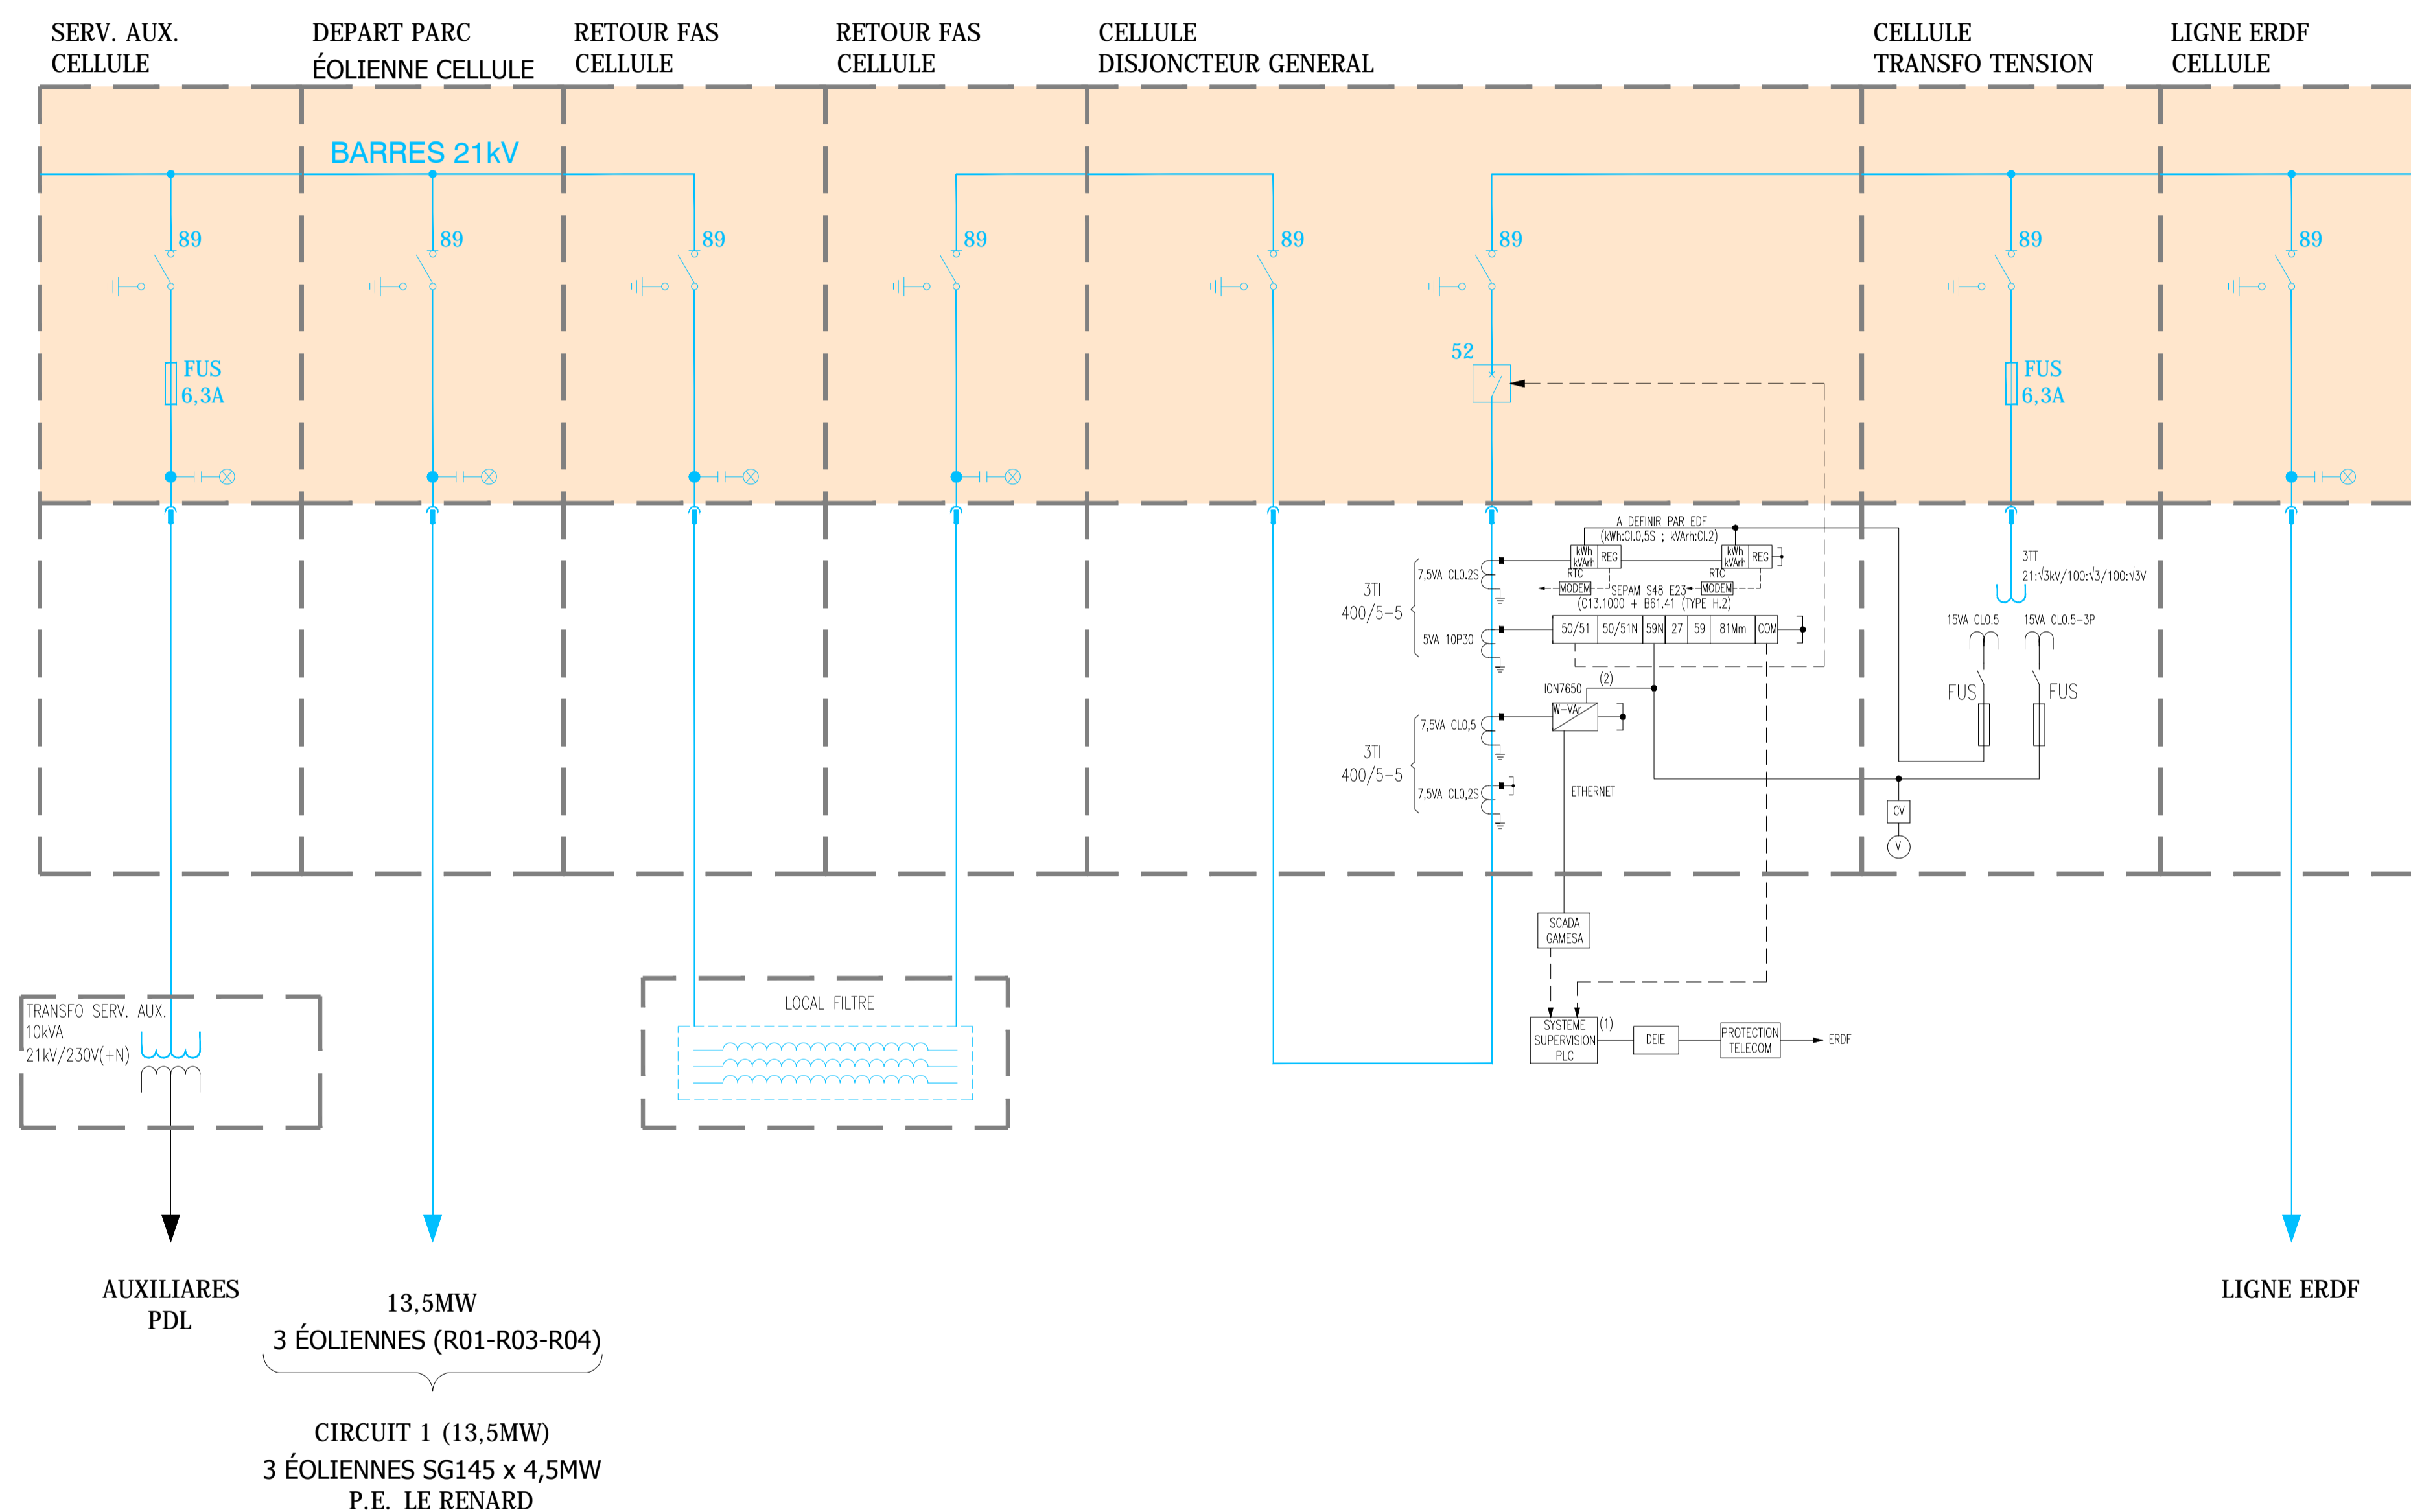 SERV. AUX.
CELLULE
DEPART PARC
ÉOLIENNE CELLULE
RETOUR FAS
CELLULE
RETOUR FAS
CELLULE
CELLULE
DISJONCTEUR GENERAL
CELLULE
TRANSFO TENSION
LIGNE ERDF
CELLULE
BARRES 21kV
89
89
89
89
89
89
89
89
52
FUS
6,3A
FUS
6,3A
A DEFINIR PAR EDF
(kWh:Cl.0,5S ; kVArh:Cl.2)
kWh
kVArh
REG
kWh
kVArh
REG
RTC
MODEM
RTC
MODEM
SEPAM S48 E23
(C13.1000 + B61.41 (TYPE H.2)
3TI
400/5-5
7,5VA CL0.2S
5VA 10P30
50/51
50/51N
59N
27
59
81Mm
COM
3TT
21:√3kV/100:√3/100:√3V
15VA CL0.5
15VA CL0.5-3P
FUS
FUS
ION7650
(2)
W-VAr
3TI
400/5-5
7,5VA CL0,5
7,5VA CL0,2S
ETHERNET
CV
V
SCADA
GAMESA
TRANSFO SERV. AUX.
10kVA
21kV/230V(+N)
LOCAL FILTRE
SYSTEME
SUPERVISION
PLC
(1)
DEIE
PROTECTION
TELECOM
ERDF
AUXILIARES
PDL
13,5MW
3 ÉOLIENNES (R01-R03-R04)
CIRCUIT 1 (13,5MW)
3 ÉOLIENNES SG145 x 4,5MW
P.E. LE RENARD
LIGNE ERDF